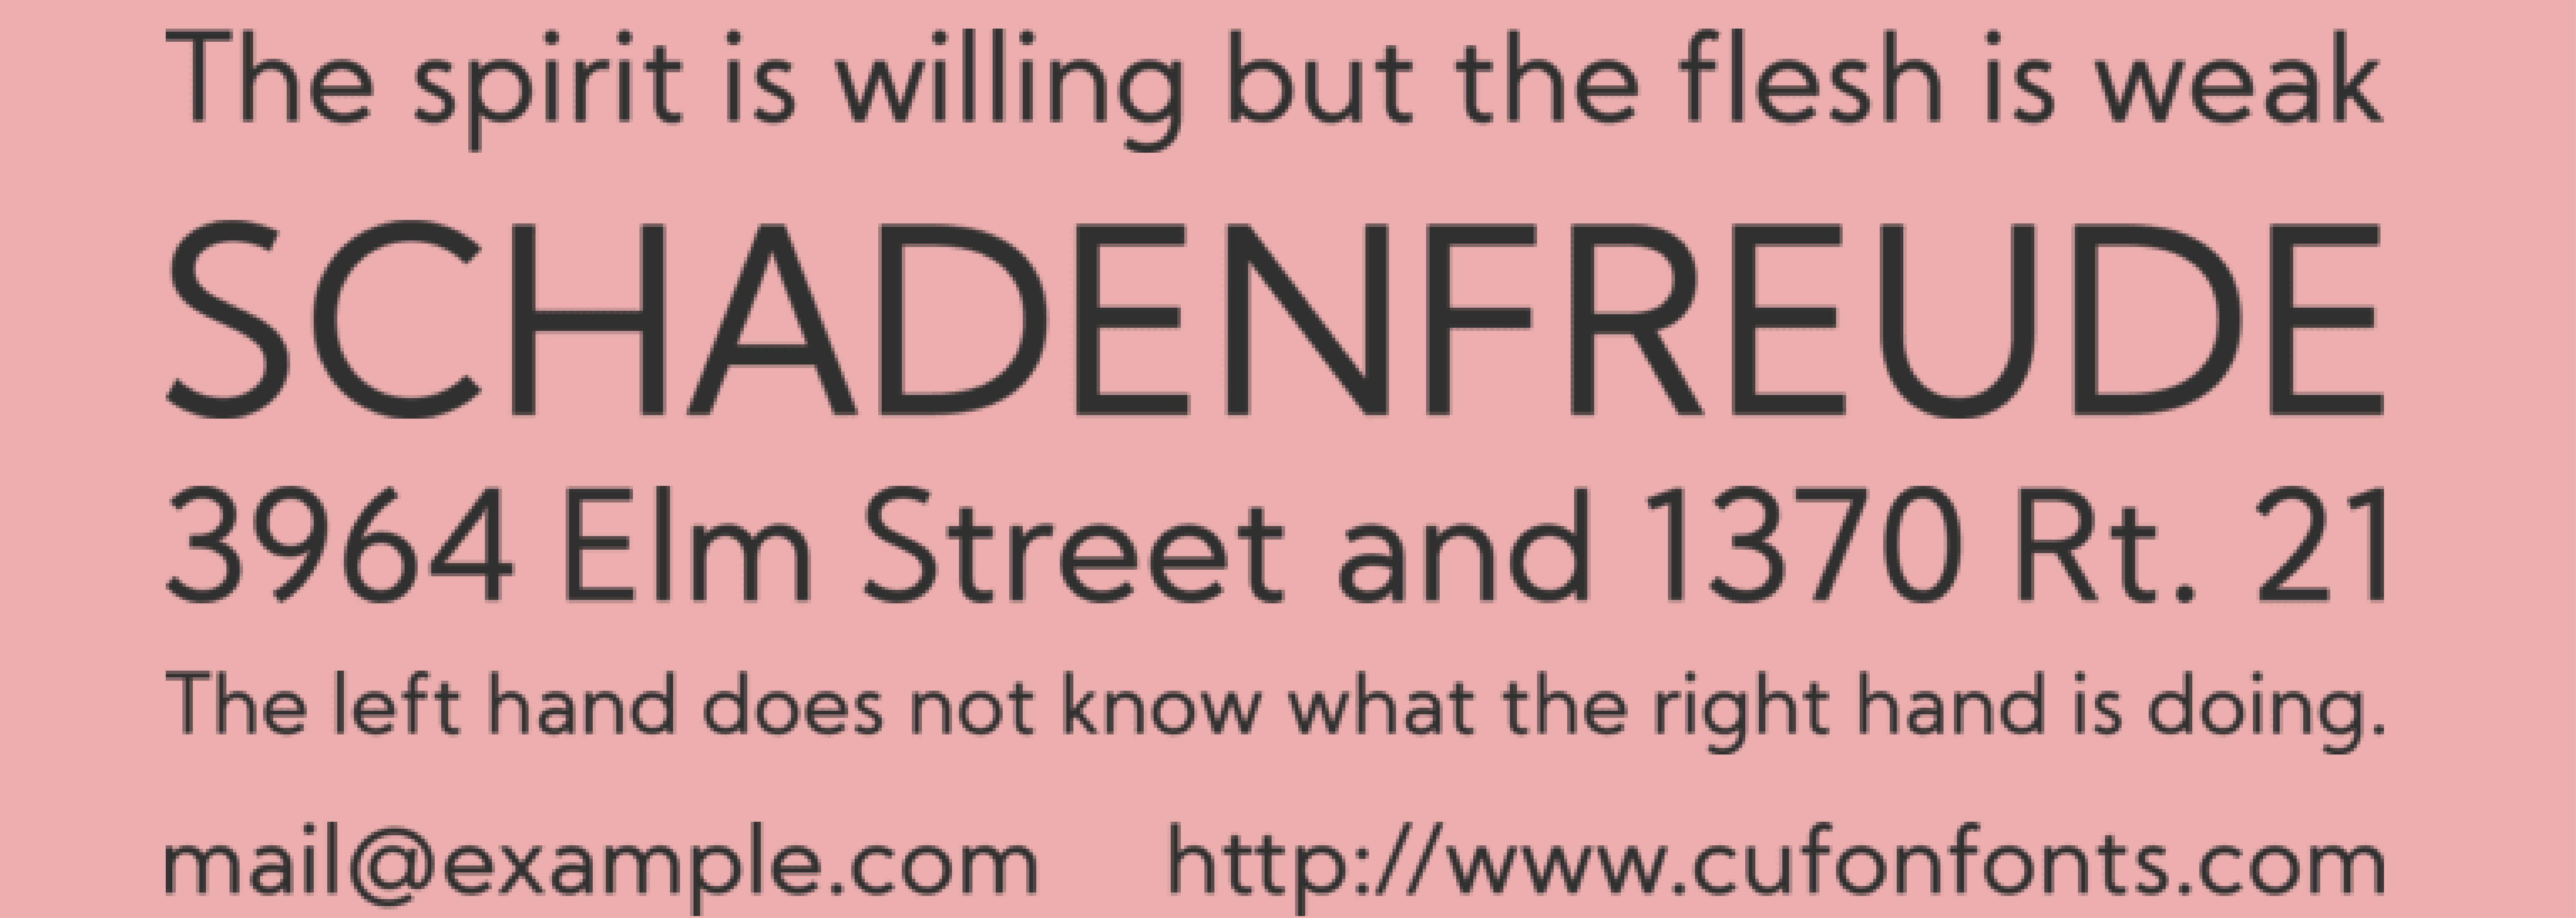 The spirit is willing but the flesh is weak
SCHADENFREUDE
3964 Elm Street and 1370 Rt. 21
The left hand does not know what the right hand is doing.
mail@example.com http://www.cufonfonts.com